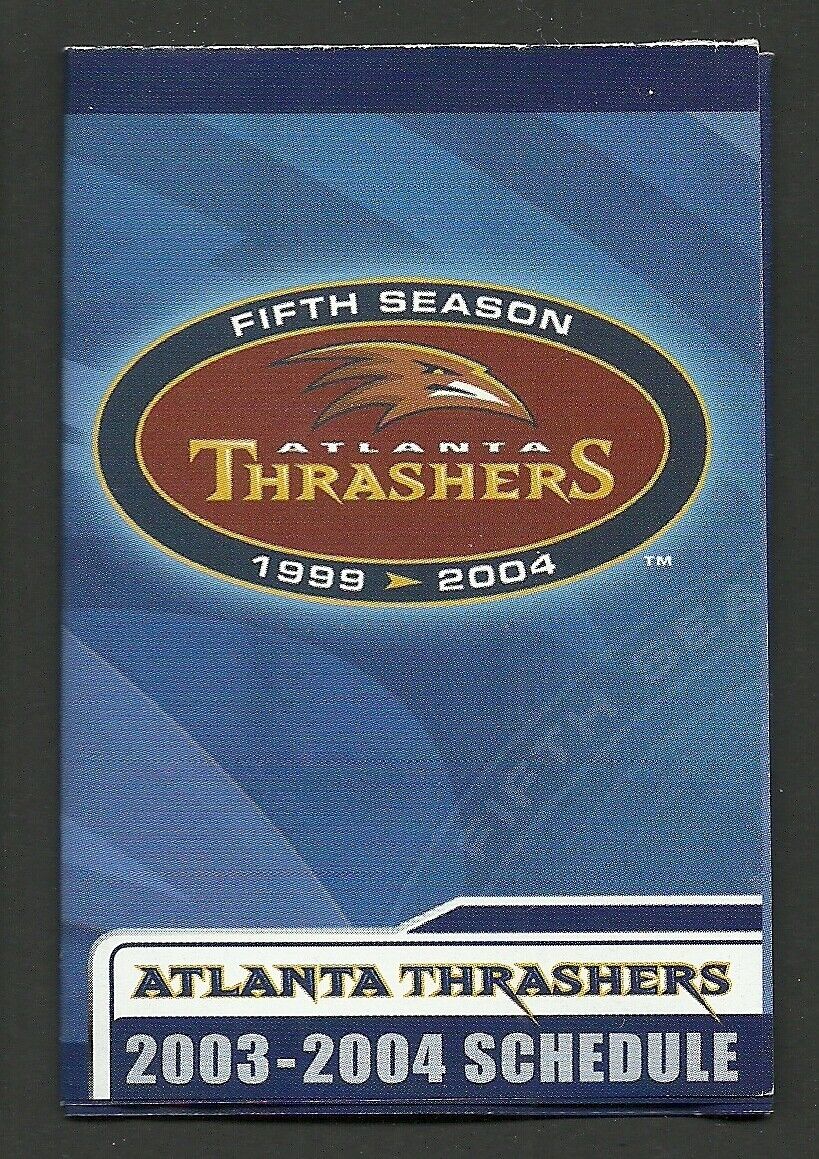 FIFTH SEASON
ATLANTA
THRASHERS
1999 2004
TM
ATLANTA THRASHERS
2003-2004 SCHEDULE